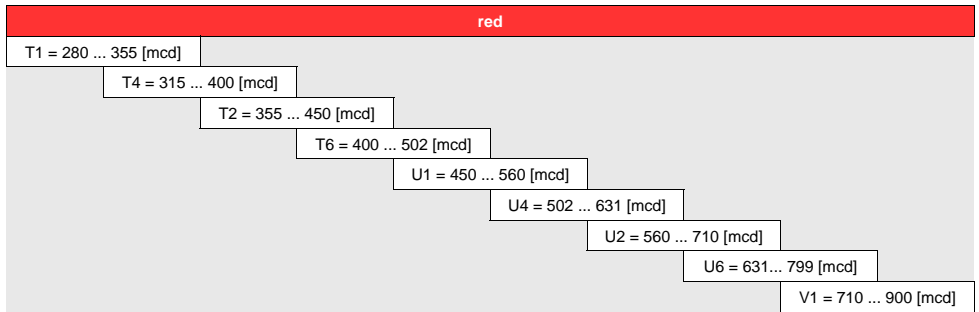 red
T1 = 280 ... 355 [mcd]
T4 = 315 ... 400 [mcd]
T2 = 355 ... 450 [mcd]
T6 = 400 ... 502 [mcd]
U1 = 450 ... 560 [mcd]
U4 = 502 ... 631 [mcd]
U2 = 560 ... 710 [mcd]
U6 = 631... 799 [mcd]
V1 = 710 ... 900 [mcd]